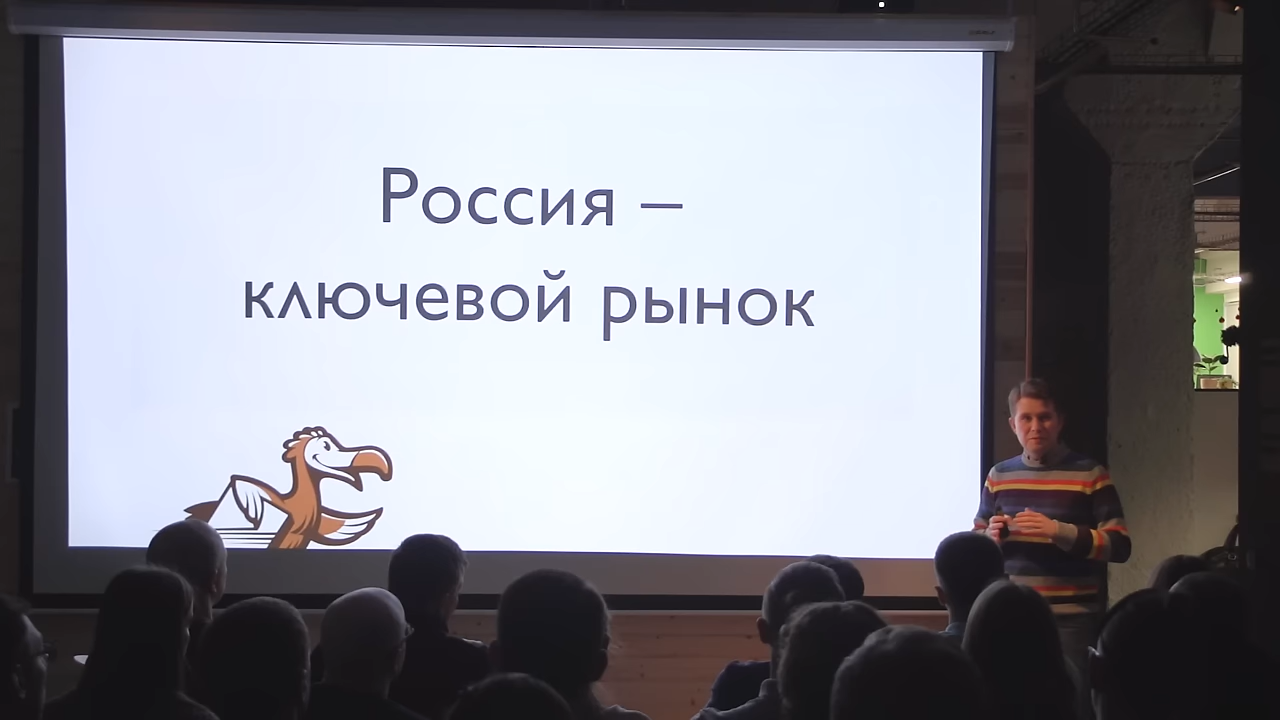 Россия –
ключевой рынок